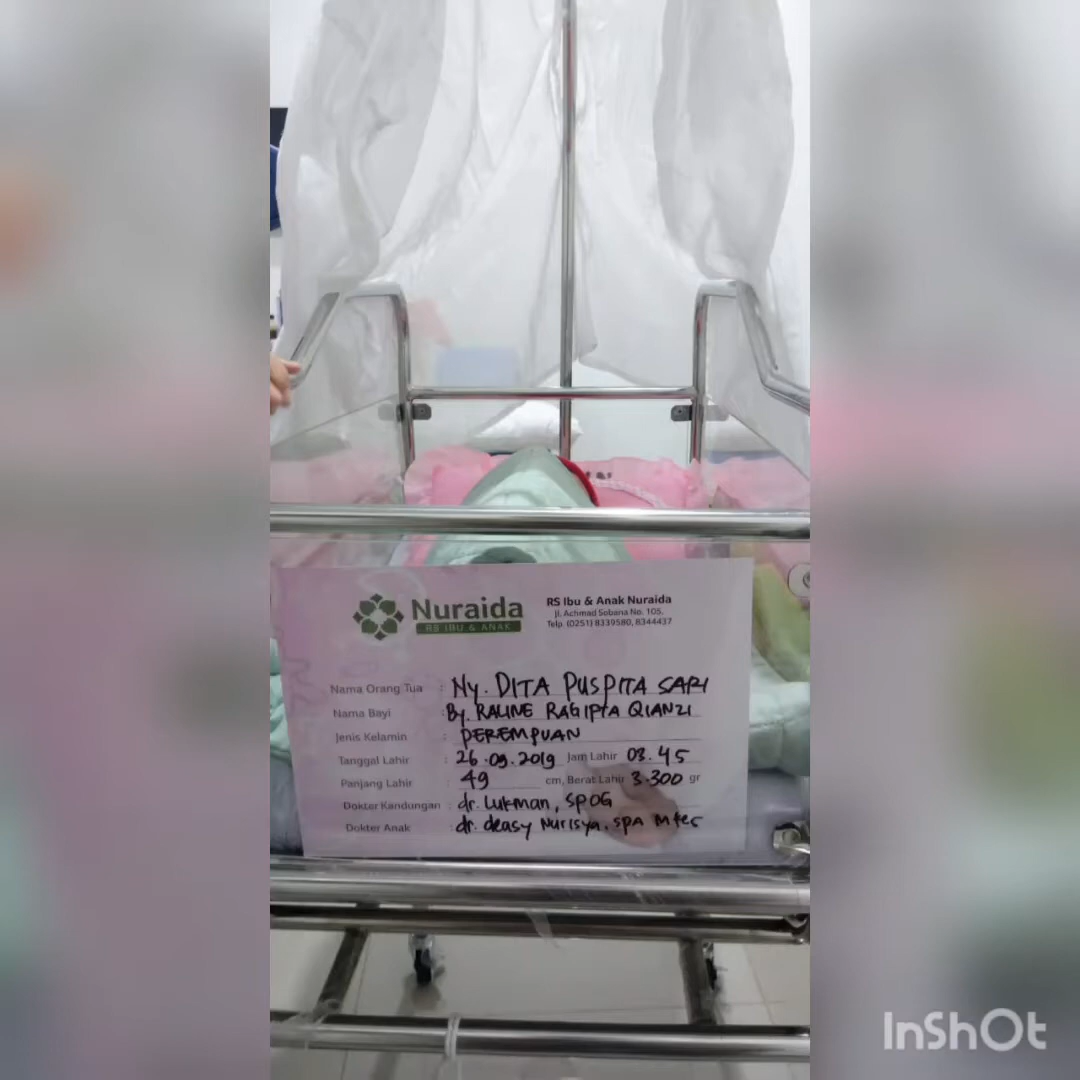 Nuraida
RS IBU & ANAK
RS Ibu & Anak Nuraida
Jl. Achmad Sobana No. 105,
Telp. (0251) 8339580, 8344437
Nama Orang Tua : Ny. DITA PUSPITA SARI
Nama Bayi : By. RALINE RAGIPTA QIANZI
Jenis Kelamin : PEREMPUAN
Tanggal Lahir : 26.09.2019 Jam Lahir 03.45
Panjang Lahir : 49 cm, Berat Lahir 3.300 gr
Dokter Kandungan : dr. Lukman, SPOG
Dokter Anak : dr. deasy Nurisya, SPA
InShOt